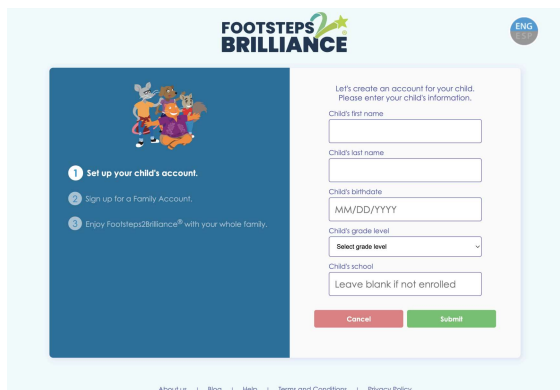 FOOTSTEPS2
BRILLIANCE®
ENG
ESP
1 Set up your child's account.
2 Sign up for a Family Account.
3 Enjoy Footsteps2Brilliance® with your whole family.
Let's create an account for your child.
Please enter your child's information.
Child's first name
Child's last name
Child's birthdate
MM/DD/YYYY
Child's grade level
Select grade level
Child's school
Leave blank if not enrolled
Cancel
Submit
About us | Blog | Help | Terms and Conditions | Privacy Policy